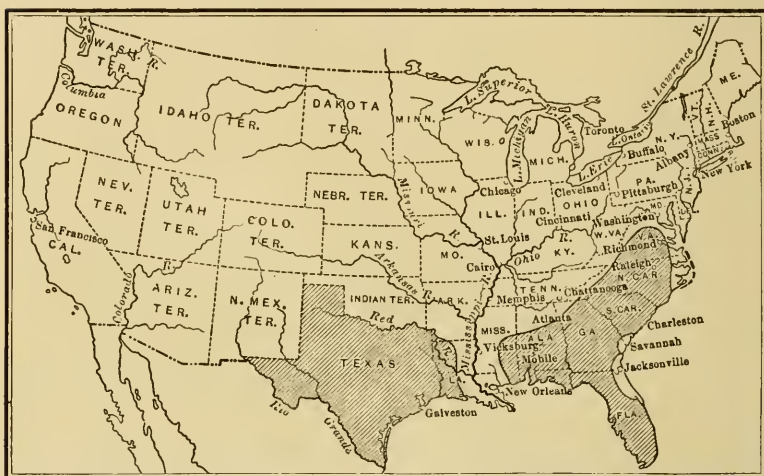 WASH. TER.
Columbia R.
OREGON
IDAHO TER.
DAKOTA TER.
MINN.
L. Superior
WIS.
L. Michigan
MICH.
L. Huron
Toronto
L. Ontario
St. Lawrence R.
ME.
VT.
N.H.
Boston
MASS
CONN.
N.Y.
Albany
Buffalo
New York
L. Erie
PA.
Pittsburgh
NEV. TER.
UTAH TER.
NEBR. TER.
IOWA
Missouri R.
Chicago
ILL.
IND.
Cleveland
OHIO
Cincinnati
Washington
MD.
N.J.
San Francisco
CAL.
COLO. TER.
KANS.
MO.
St. Louis
Cairo
Ohio R.
KY.
W. VA.
VA.
Richmond
Raleigh
N. CAR.
Colorado R.
ARIZ. TER.
N. MEX. TER.
INDIAN TER.
Arkansas R.
ARK.
Memphis
TENN.
Chattanooga
S. CAR.
Charleston
Atlanta
GA.
Savannah
Red R.
TEXAS
MISS.
Vicksburg
ALA
Mobile
Jacksonville
Mississippi R.
LA.
New Orleans
FLA.
Galveston
Rio Grande